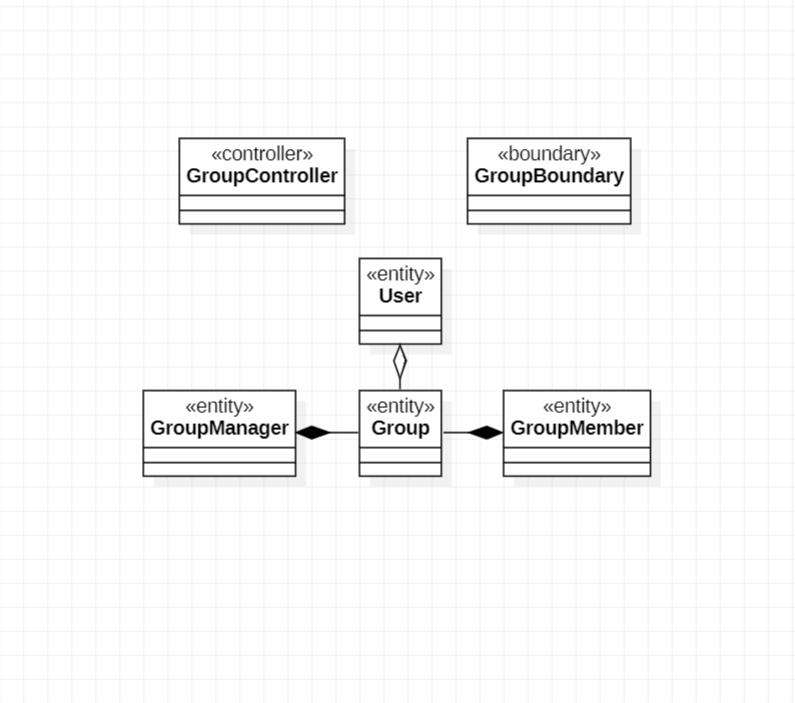 «controller»
GroupController
«boundary»
GroupBoundary
«entity»
User
«entity»
GroupManager
«entity»
Group
«entity»
GroupMember